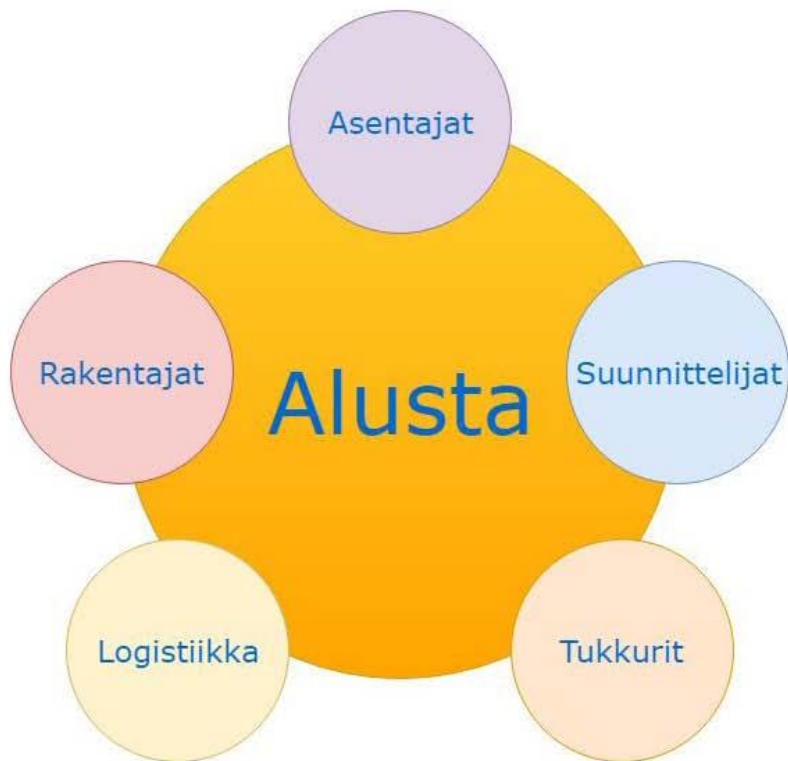 Asentajat
Rakentajat
Alusta
Suunnittelijat
Logistiikka
Tukkurit